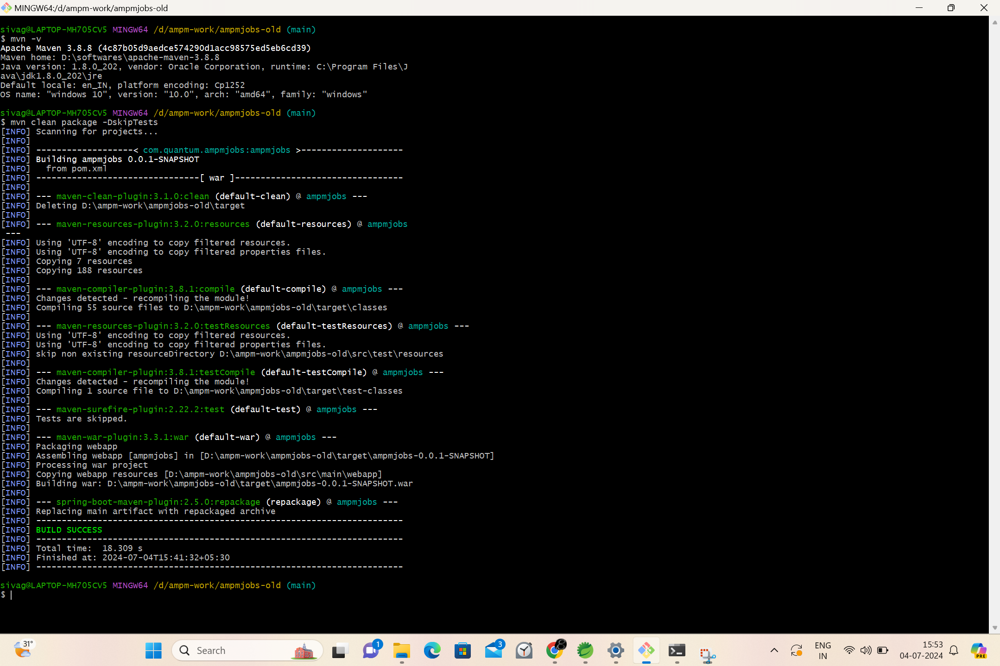 MINGW64:/d/ampm-work/ampmjobs-old
sivag@LAPTOP-MH705CV5 MINGW64 /d/ampm-work/ampmjobs-old (main)
$ mvn -v
Apache Maven 3.8.8 (4c87b05d9aedce574290d1acc98575ed5eb6cd39)
Maven home: D:\softwares\apache-maven-3.8.8
Java version: 1.8.0_202, vendor: Oracle Corporation, runtime: C:\Program Files\J
ava\jdk1.8.0_202\jre
Default locale: en_IN, platform encoding: Cp1252
OS name: "windows 10", version: "10.0", arch: "amd64", family: "windows"
sivag@LAPTOP-MH705CV5 MINGW64 /d/ampm-work/ampmjobs-old (main)
$ mvn clean package -DskipTests
[INFO] Scanning for projects...
[INFO]
[INFO] -------------------< com.quantum.ampmjobs:ampmjobs >--------------------
[INFO] Building ampmjobs 0.0.1-SNAPSHOT
[INFO]   from pom.xml
[INFO] --------------------------------[ war ]---------------------------------
[INFO]
[INFO] --- maven-clean-plugin:3.1.0:clean (default-clean) @ ampmjobs ---
[INFO] Deleting D:\ampm-work\ampmjobs-old\target
[INFO]
[INFO] --- maven-resources-plugin:3.2.0:resources (default-resources) @ ampmjobs
 ---
[INFO] Using 'UTF-8' encoding to copy filtered resources.
[INFO] Using 'UTF-8' encoding to copy filtered properties files.
[INFO] Copying 7 resources
[INFO] Copying 188 resources
[INFO]
[INFO] --- maven-compiler-plugin:3.8.1:compile (default-compile) @ ampmjobs ---
[INFO] Changes detected - recompiling the module!
[INFO] Compiling 55 source files to D:\ampm-work\ampmjobs-old\target\classes
[INFO]
[INFO] --- maven-resources-plugin:3.2.0:testResources (default-testResources) @ ampmjobs ---
[INFO] Using 'UTF-8' encoding to copy filtered resources.
[INFO] Using 'UTF-8' encoding to copy filtered properties files.
[INFO] skip non existing resourceDirectory D:\ampm-work\ampmjobs-old\src\test\resources
[INFO]
[INFO] --- maven-compiler-plugin:3.8.1:testCompile (default-testCompile) @ ampmjobs ---
[INFO] Changes detected - recompiling the module!
[INFO] Compiling 1 source file to D:\ampm-work\ampmjobs-old\target\test-classes
[INFO]
[INFO] --- maven-surefire-plugin:2.22.2:test (default-test) @ ampmjobs ---
[INFO] Tests are skipped.
[INFO]
[INFO] --- maven-war-plugin:3.3.1:war (default-war) @ ampmjobs ---
[INFO] Packaging webapp
[INFO] Assembling webapp [ampmjobs] in [D:\ampm-work\ampmjobs-old\target\ampmjobs-0.0.1-SNAPSHOT]
[INFO] Processing war project
[INFO] Copying webapp resources [D:\ampm-work\ampmjobs-old\src\main\webapp]
[INFO] Building war: D:\ampm-work\ampmjobs-old\target\ampmjobs-0.0.1-SNAPSHOT.war
[INFO]
[INFO] --- spring-boot-maven-plugin:2.5.0:repackage (repackage) @ ampmjobs ---
[INFO] Replacing main artifact with repackaged archive
[INFO] ------------------------------------------------------------------------
[INFO] BUILD SUCCESS
[INFO] ------------------------------------------------------------------------
[INFO] Total time:  18.309 s
[INFO] Finished at: 2024-07-04T15:41:32+05:30
[INFO] ------------------------------------------------------------------------
sivag@LAPTOP-MH705CV5 MINGW64 /d/ampm-work/ampmjobs-old (main)
$
31°
Search
1
3
8
ENG
IN
15:53
04-07-2024
PRE